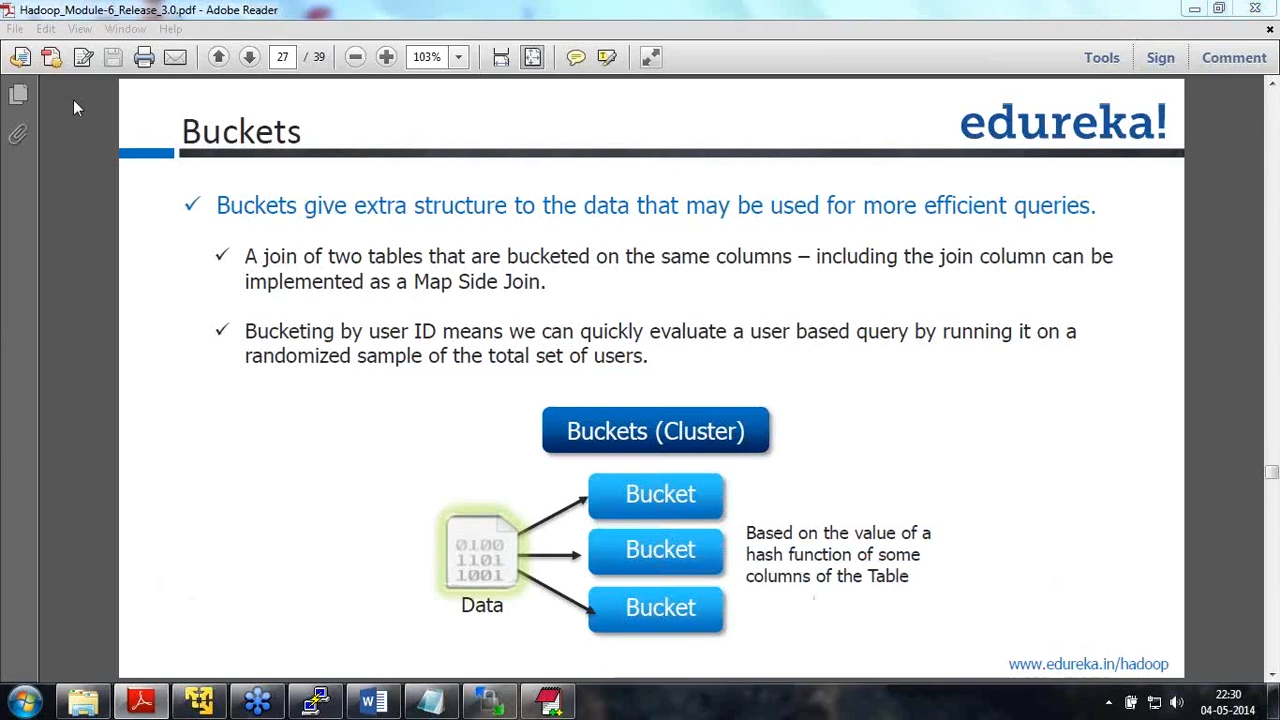 Hadoop_Module-6_Release_3.0.pdf - Adobe Reader
File Edit View Window Help
27 / 39 103% Tools Sign Comment
Buckets
edureka!
Buckets give extra structure to the data that may be used for more efficient queries.
A join of two tables that are bucketed on the same columns – including the join column can be
implemented as a Map Side Join.
Bucketing by user ID means we can quickly evaluate a user based query by running it on a
randomized sample of the total set of users.
Buckets (Cluster)
Bucket
Bucket
Bucket
0100
1101
1001
Data
Based on the value of a
hash function of some
columns of the Table
www.edureka.in/hadoop
22:30
04-05-2014